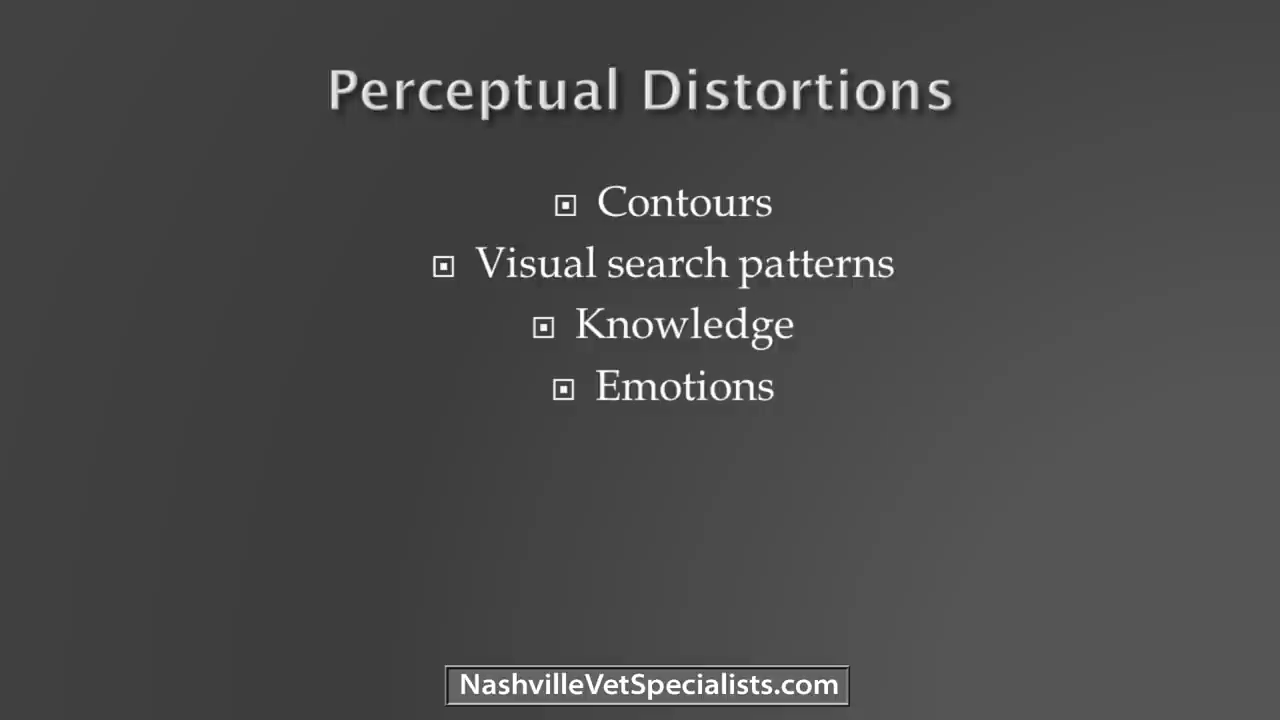 Perceptual Distortions
Contours
Visual search patterns
Knowledge
Emotions
NashvilleVetSpecialists.com